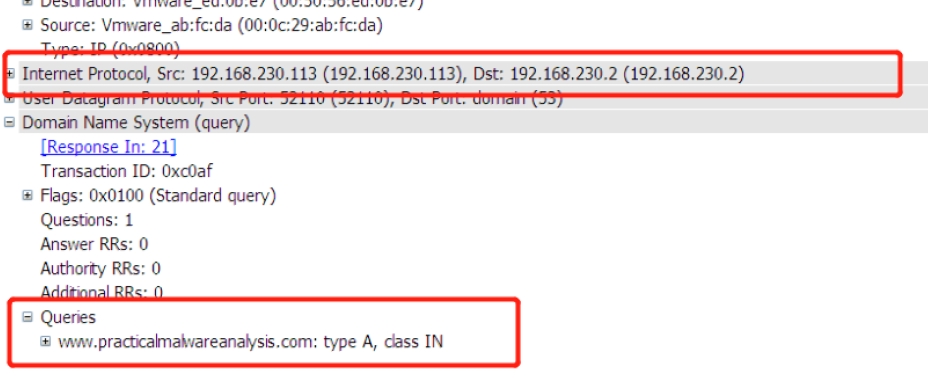 Destination: Vmware_ed:0b:e7 (00:50:56:ed:0b:e7)
Source: Vmware_ab:fc:da (00:0c:29:ab:fc:da)
Type: IP (0x0800)
Internet Protocol, Src: 192.168.230.113 (192.168.230.113), Dst: 192.168.230.2 (192.168.230.2)
User Datagram Protocol, Src Port: 52110 (52110), Dst Port: domain (53)
Domain Name System (query)
[Response In: 21]
Transaction ID: 0xc0af
Flags: 0x0100 (Standard query)
Questions: 1
Answer RRs: 0
Authority RRs: 0
Additional RRs: 0
Queries
www.practicalmalwareanalysis.com: type A, class IN